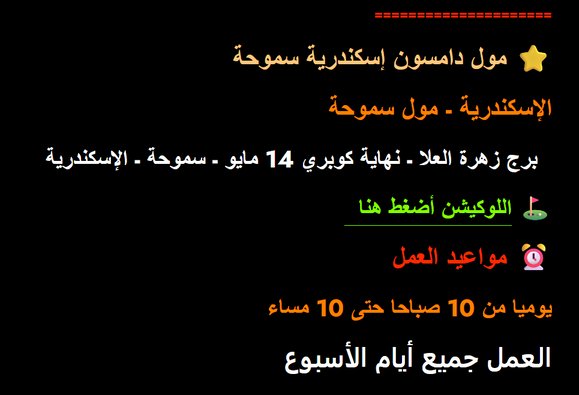 =====================
⭐ مول دامسون إسكندرية سموحة
الإسكندرية - مول سموحة
برج زهرة العلا - نهاية كوبري 14 مايو - سموحة - الإسكندرية
⛳ اللوكيشن أضغط هنا
⏰ مواعيد العمل
يوميا من 10 صباحا حتى 10 مساء
العمل جميع أيام الأسبوع